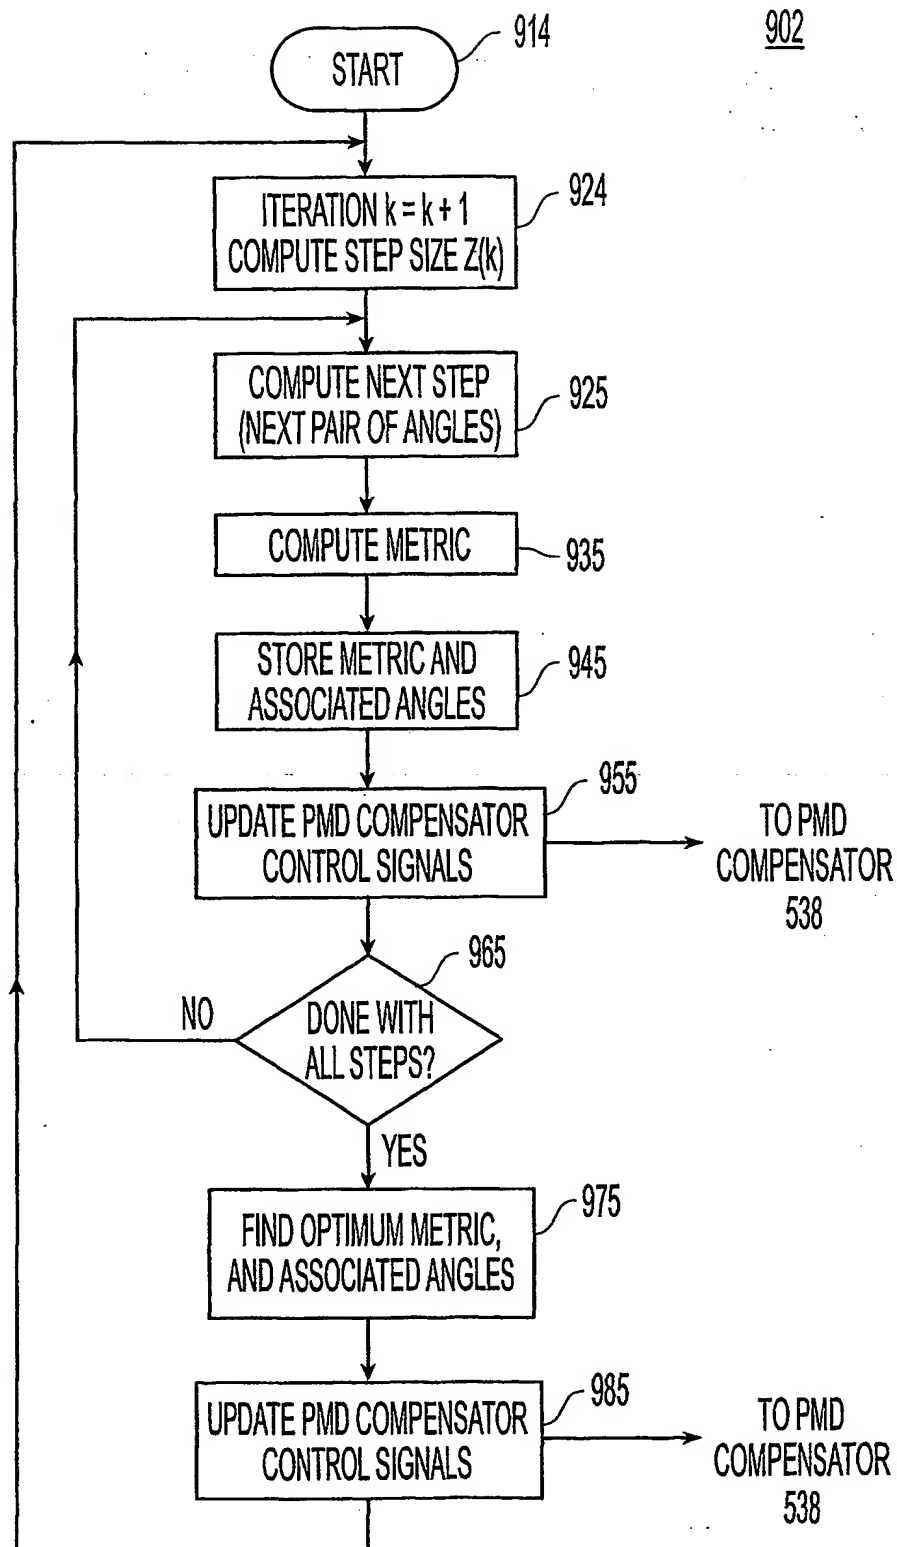 902
914
START
924
ITERATION k = k + 1
COMPUTE STEP SIZE Z(k)
925
COMPUTE NEXT STEP
(NEXT PAIR OF ANGLES)
COMPUTE METRIC
935
STORE METRIC AND
ASSOCIATED ANGLES
945
955
UPDATE PMD COMPENSATOR
CONTROL SIGNALS
TO PMD
COMPENSATOR
538
965
NO
DONE WITH
ALL STEPS?
YES
975
FIND OPTIMUM METRIC,
AND ASSOCIATED ANGLES
985
UPDATE PMD COMPENSATOR
CONTROL SIGNALS
TO PMD
COMPENSATOR
538